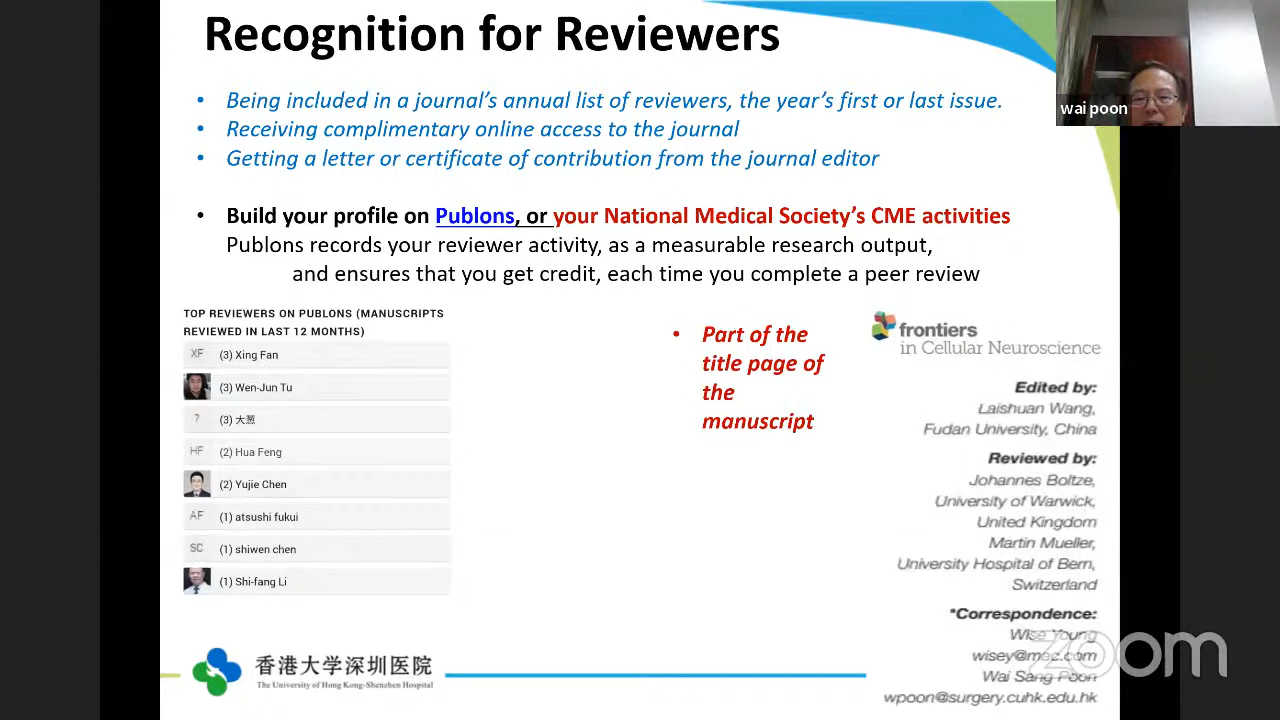 Recognition for Reviewers
• Being included in a journal's annual list of reviewers, the year's first or last issue.
• Receiving complimentary online access to the journal
• Getting a letter or certificate of contribution from the journal editor
wai poon
• Build your profile on Publons, or your National Medical Society's CME activities
Publons records your reviewer activity, as a measurable research output,
and ensures that you get credit, each time you complete a peer review
TOP REVIEWERS ON PUBLONS (MANUSCRIPTS
REVIEWED IN LAST 12 MONTHS)
XF (3) Xing Fan
(3) Wen-Jun Tu
? (3) 大葱
HF (2) Hua Feng
(2) Yujie Chen
AF (1) atsushi fukui
SC (1) shiwen chen
(1) Shi-fang Li
• Part of the
title page of
the
manuscript
frontiers
in Cellular Neuroscience
Edited by:
Laishuan Wang,
Fudan University, China
Reviewed by:
Johannes Boltze,
University of Warwick,
United Kingdom
Martin Mueller,
University Hospital of Bern,
Switzerland
*Correspondence:
Wise Young
wisey@mac.com
Wai Sang Poon
wpoon@surgery.cuhk.edu.hk
zoom
香港大学深圳医院
The University of Hong Kong-Shenzhen Hospital